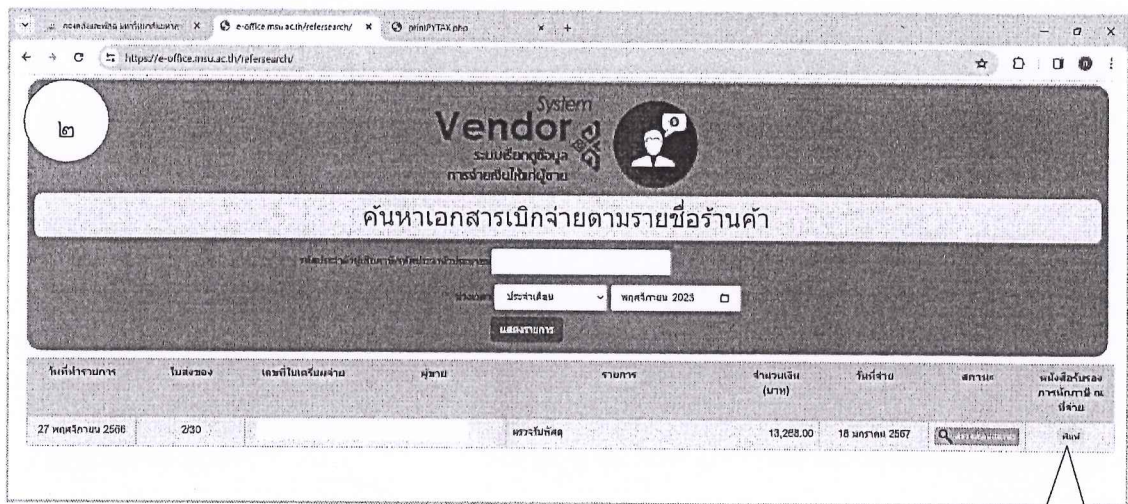 e-office.msu.ac.th/refersearch/
printPYTAX.php
https://e-office.msu.ac.th/refersearch/
๒
System
Vendor
ระบบเรียกดูข้อมูล
การจ่ายเงินให้แก่ผู้ขาย
ค้นหาเอกสารเบิกจ่ายตามรายชื่อร้านค้า
ช่วงเวลา ประจำเดือน พฤศจิกายน 2023
แสดงรายการ
วันที่ทำรายการ ใบส่งของ เลขที่ใบเตรียมจ่าย ผู้ขาย รายการ จำนวนเงิน (บาท) วันที่จ่าย สถานะ หนังสือรับรองการหักภาษี ณ ที่จ่าย
27 พฤศจิกายน 2566 2/30 ตรวจรับพัสดุ 13,268.00 18 มกราคม 2567 พิมพ์